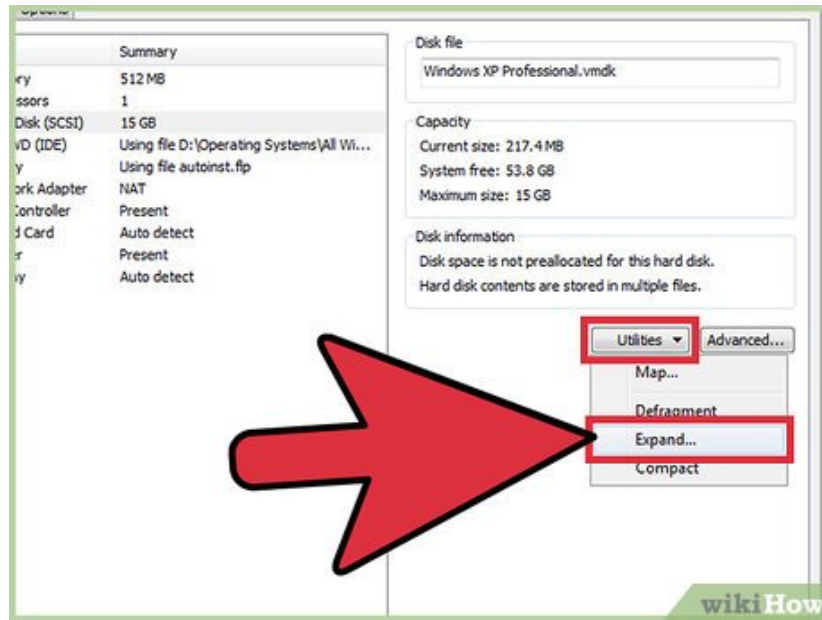 Options
Summary
ry 512 MB
ssors 1
Disk (SCSI) 15 GB
VD (IDE) Using file D:\Operating Systems\All Wi...
y Using file autoinst.flp
ork Adapter NAT
Controller Present
d Card Auto detect
r Present
ay Auto detect
Disk file
Windows XP Professional.vmdk
Capacity
Current size: 217.4 MB
System free: 53.8 GB
Maximum size: 15 GB
Disk information
Disk space is not preallocated for this hard disk.
Hard disk contents are stored in multiple files.
Utilities Advanced...
Map...
Defragment
Expand...
Compact
wikiHow